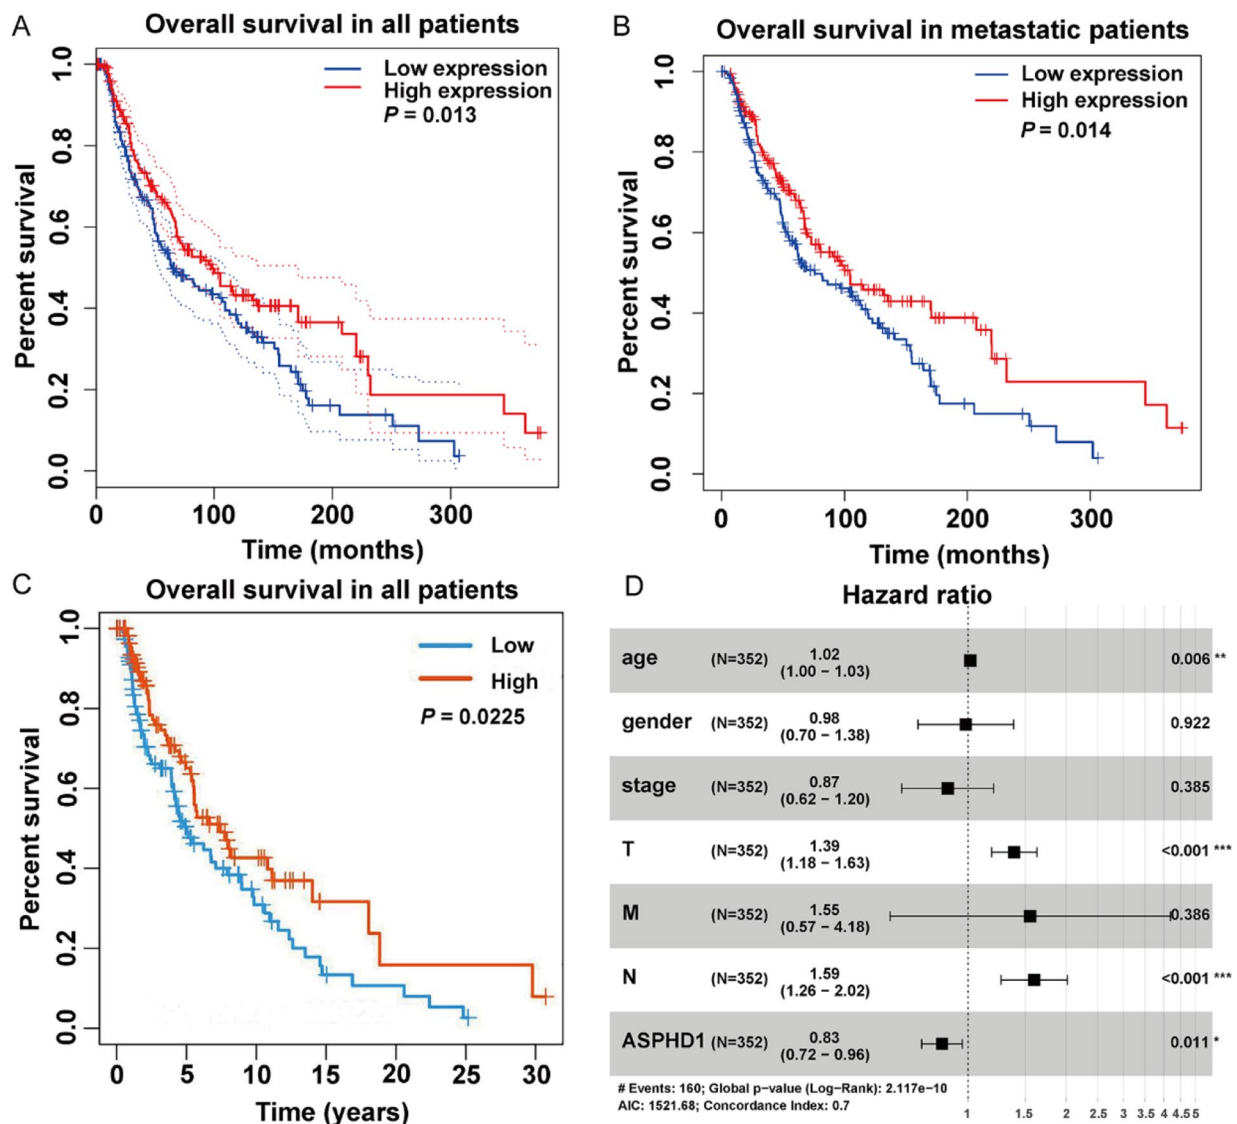 A
Overall survival in all patients
Low expression
High expression
P = 0.013
Percent survival
1.0
0.8
0.6
0.4
0.2
0.0
0 100 200 300
Time (months)
B
Overall survival in metastatic patients
Low expression
High expression
P = 0.014
Percent survival
1.0
0.8
0.6
0.4
0.2
0.0
0 100 200 300
Time (months)
C
Overall survival in all patients
Low
High
P = 0.0225
Percent survival
1.0
0.8
0.6
0.4
0.2
0.0
0 5 10 15 20 25 30
Time (years)
D
Hazard ratio
age (N=352) 1.02 0.006 **
(1.00 – 1.03)
gender (N=352) 0.98 0.922
(0.70 – 1.38)
stage (N=352) 0.87 0.385
(0.62 – 1.20)
T (N=352) 1.39 <0.001 ***
(1.18 – 1.63)
M (N=352) 1.55 0.386
(0.57 – 4.18)
N (N=352) 1.59 <0.001 ***
(1.26 – 2.02)
ASPHD1 (N=352) 0.83 0.011 *
(0.72 – 0.96)
# Events: 160; Global p−value (Log−Rank): 2.117e−10
AIC: 1521.68; Concordance Index: 0.7
1 1.5 2 2.5 3 3.5 4 4.5 5